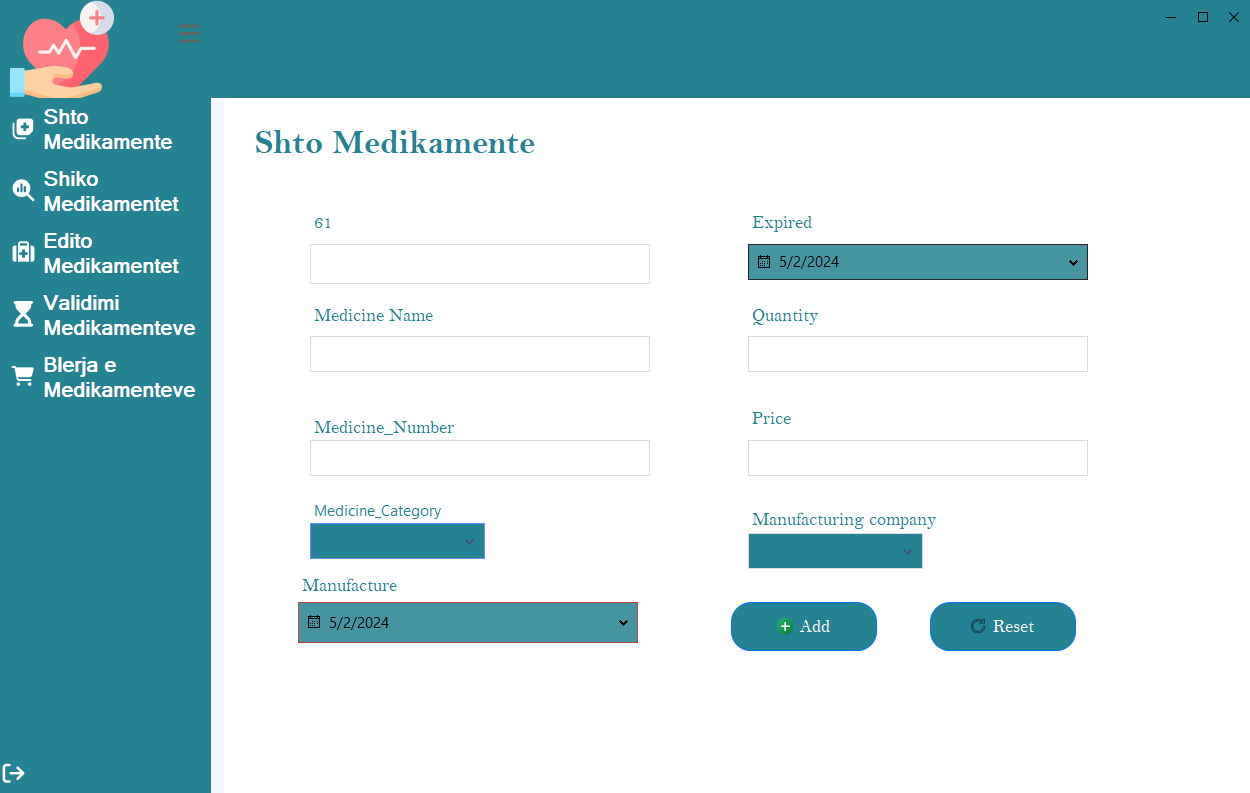 Shto
Medikamente
Shiko
Medikamentet
Edito
Medikamentet
Validimi
Medikamenteve
Blerja e
Medikamenteve
Shto Medikamente
61
Medicine Name
Medicine_Number
Medicine_Category
Manufacture
5/2/2024
Expired
5/2/2024
Quantity
Price
Manufacturing company
Add
Reset